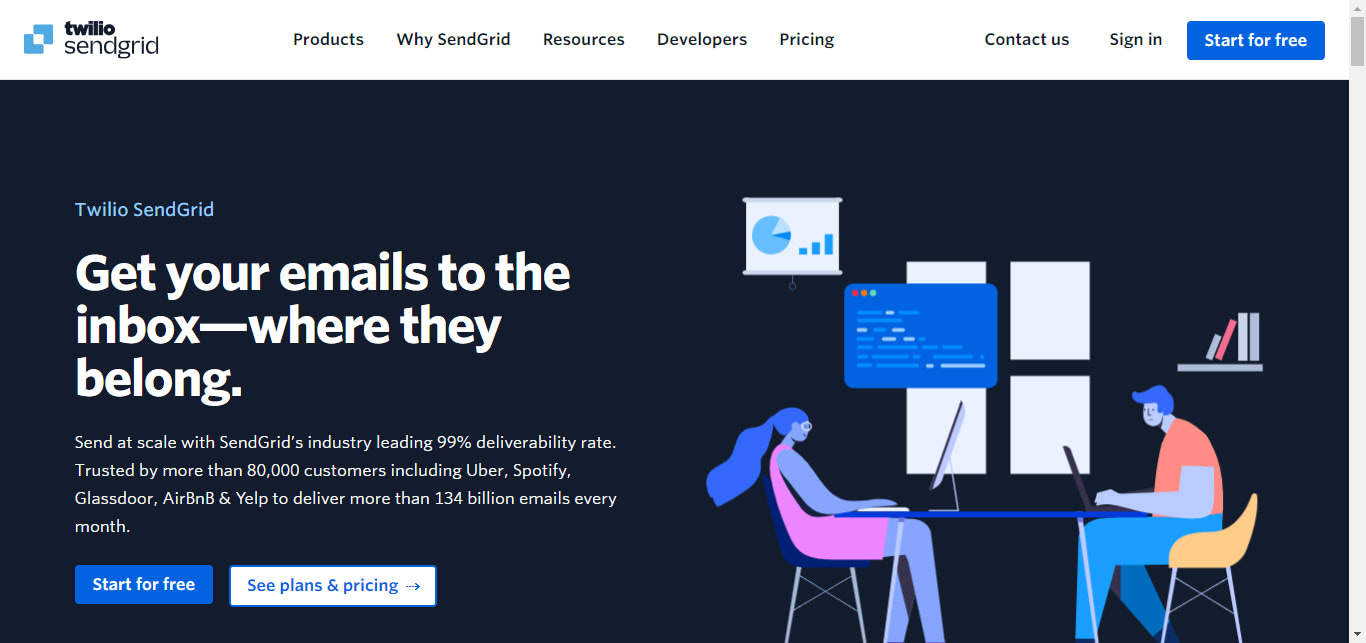 twilio
sendgrid
Products
Why SendGrid
Resources
Developers
Pricing
Contact us
Sign in
Start for free
Twilio SendGrid
Get your emails to the
inbox—where they
belong.
Send at scale with SendGrid’s industry leading 99% deliverability rate.
Trusted by more than 80,000 customers including Uber, Spotify,
Glassdoor, AirBnB & Yelp to deliver more than 134 billion emails every
month.
Start for free
See plans & pricing ⇢